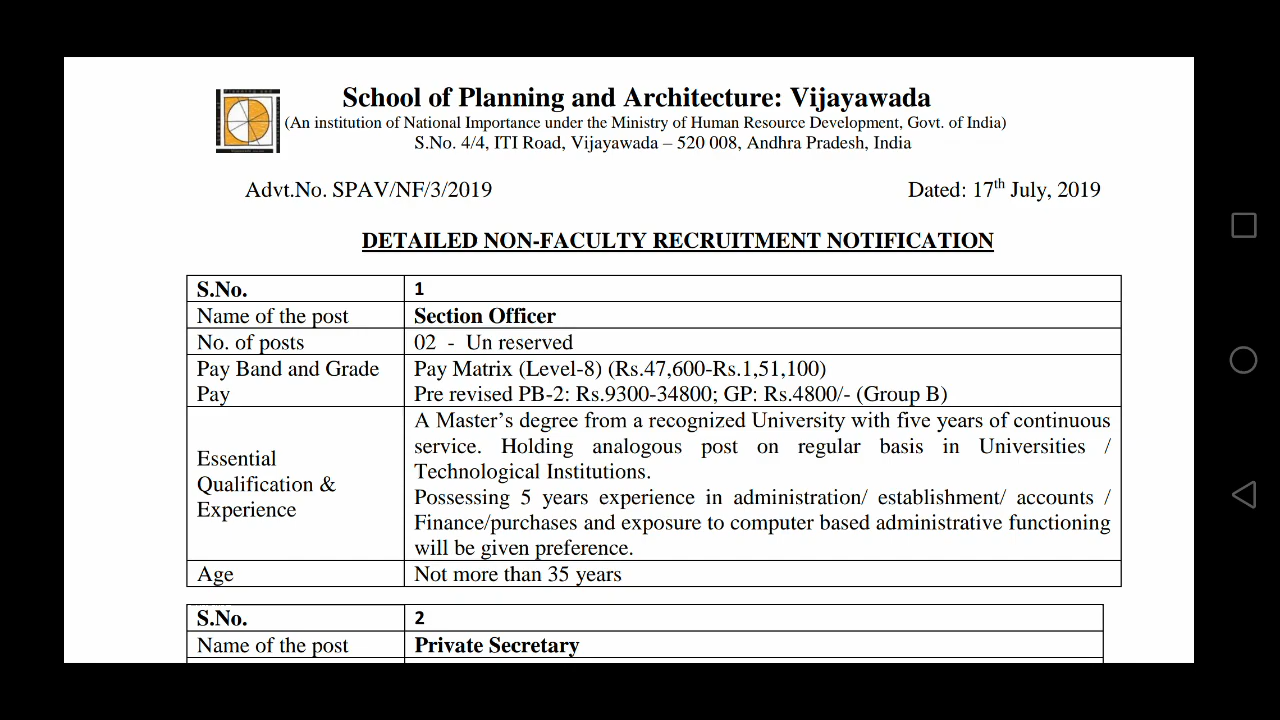 School of Planning and Architecture: Vijayawada
(An institution of National Importance under the Ministry of Human Resource Development, Govt. of India)
S.No. 4/4, ITI Road, Vijayawada – 520 008, Andhra Pradesh, India
Advt.No. SPAV/NF/3/2019 Dated: 17th July, 2019
DETAILED NON-FACULTY RECRUITMENT NOTIFICATION
S.No. 1
Name of the post Section Officer
No. of posts 02 - Un reserved
Pay Band and Grade Pay Matrix (Level-8) (Rs.47,600-Rs.1,51,100)
Pay Pre revised PB-2: Rs.9300-34800; GP: Rs.4800/- (Group B)
A Master's degree from a recognized University with five years of continuous
service. Holding analogous post on regular basis in Universities /
Essential
Technological Institutions.
Qualification &
Possessing 5 years experience in administration/ establishment/ accounts /
Experience
Finance/purchases and exposure to computer based administrative functioning
will be given preference.
Age Not more than 35 years
S.No. 2
Name of the post Private Secretary